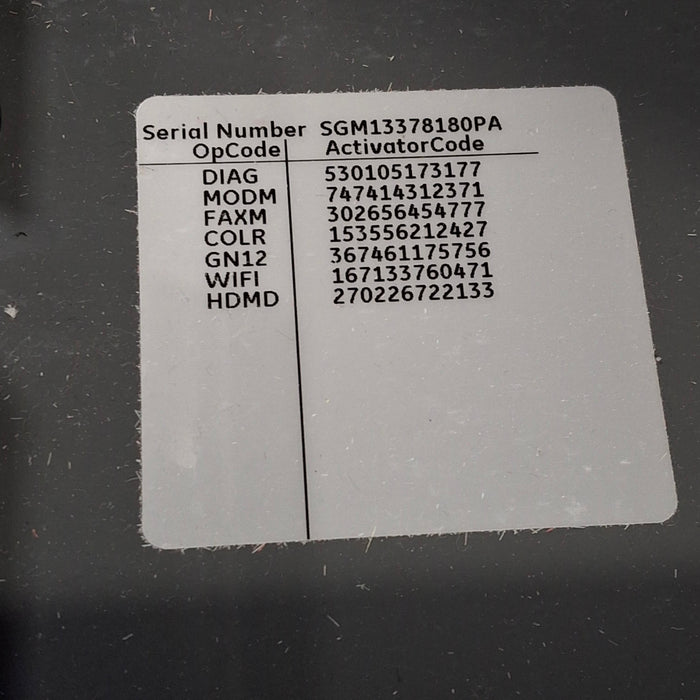 Serial Number SGM13378180PA
OpCode ActivatorCode
DIAG 530105173177
MODM 747414312371
FAXM 302656454777
COLR 153556212427
GN12 367461175756
WIFI 167133760471
HDMD 270226722133